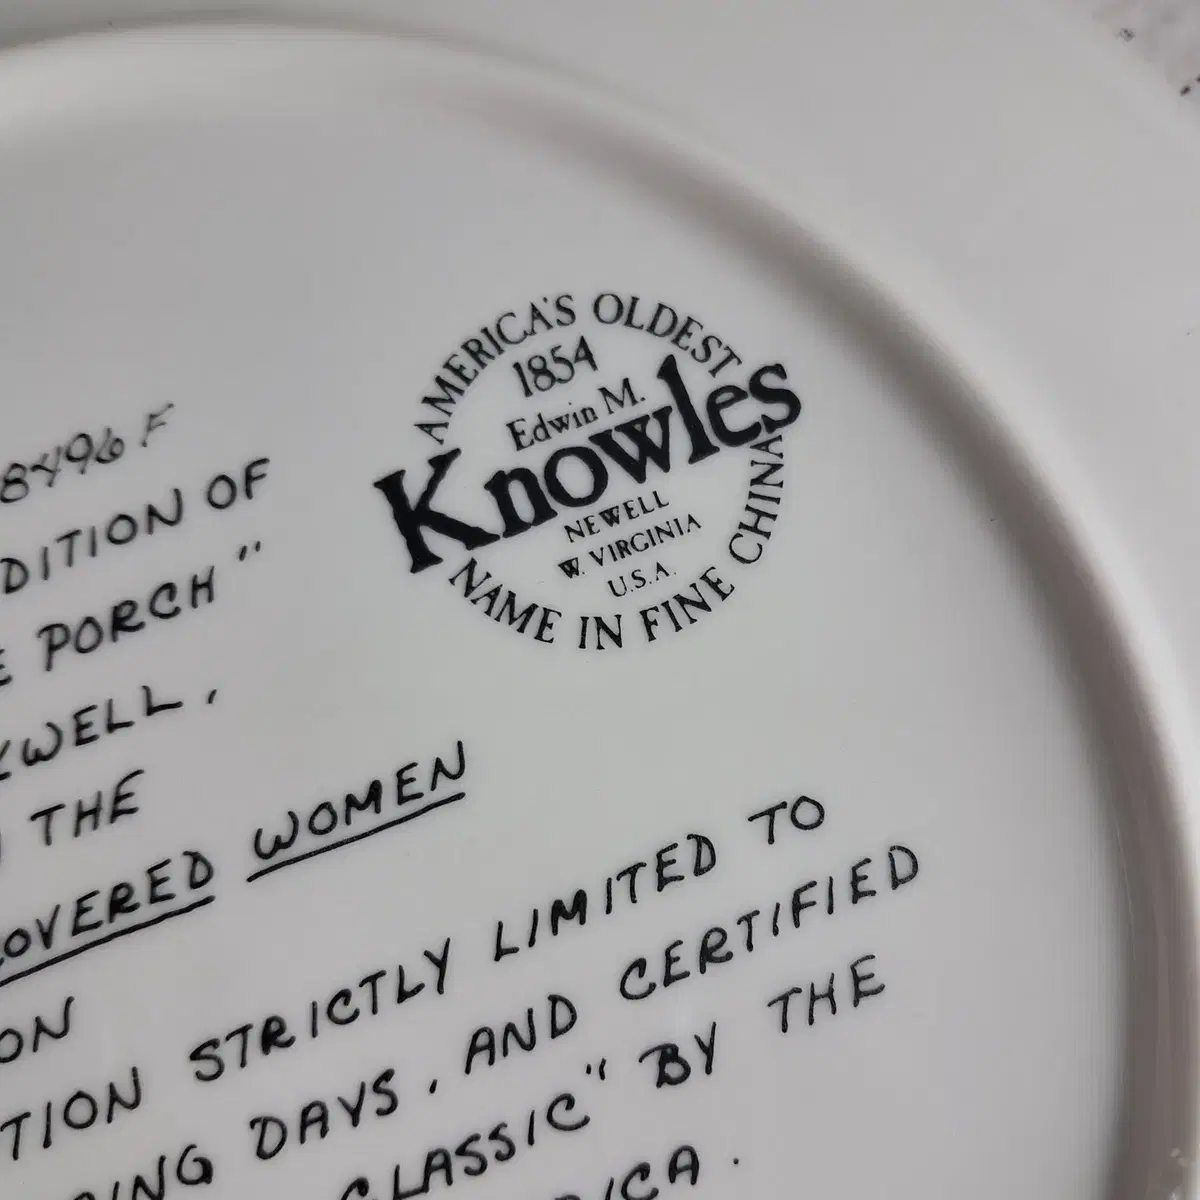 AMERICA'S OLDEST
1854
Edwin M.
Knowles
NEWELL
W. VIRGINIA
U.S.A.
NAME IN FINE CHINA
8496F
DITION OF
E PORCH"
WELL,
THE
OVERED WOMEN
ON
TION STRICTLY LIMITED TO
ING DAYS, AND CERTIFIED
CLASSIC" BY THE
ICA.